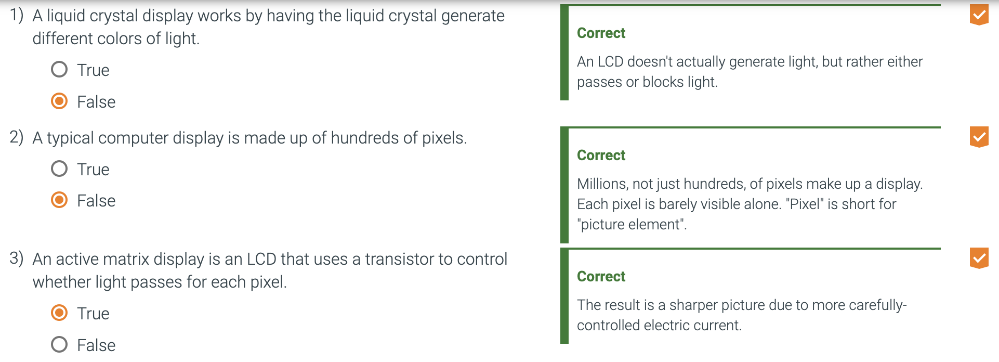 1) A liquid crystal display works by having the liquid crystal generate
different colors of light.
True
False
Correct
An LCD doesn't actually generate light, but rather either
passes or blocks light.
2) A typical computer display is made up of hundreds of pixels.
True
False
Correct
Millions, not just hundreds, of pixels make up a display.
Each pixel is barely visible alone. "Pixel" is short for
"picture element".
3) An active matrix display is an LCD that uses a transistor to control
whether light passes for each pixel.
True
False
Correct
The result is a sharper picture due to more carefully-
controlled electric current.